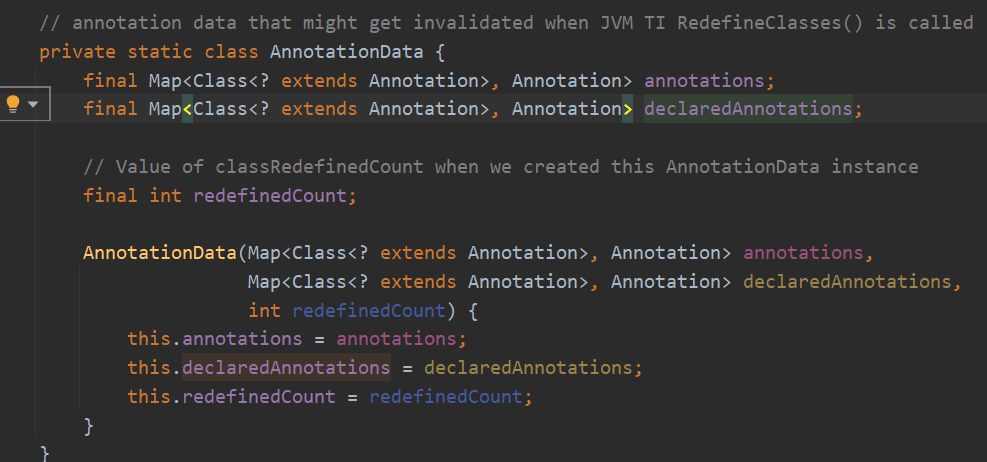 // annotation data that might get invalidated when JVM TI RedefineClasses() is called
private static class AnnotationData {
final Map<Class<? extends Annotation>, Annotation> annotations;
final Map<Class<? extends Annotation>, Annotation> declaredAnnotations;
// Value of classRedefinedCount when we created this AnnotationData instance
final int redefinedCount;
AnnotationData(Map<Class<? extends Annotation>, Annotation> annotations,
Map<Class<? extends Annotation>, Annotation> declaredAnnotations,
int redefinedCount) {
this.annotations = annotations;
this.declaredAnnotations = declaredAnnotations;
this.redefinedCount = redefinedCount;
}
}